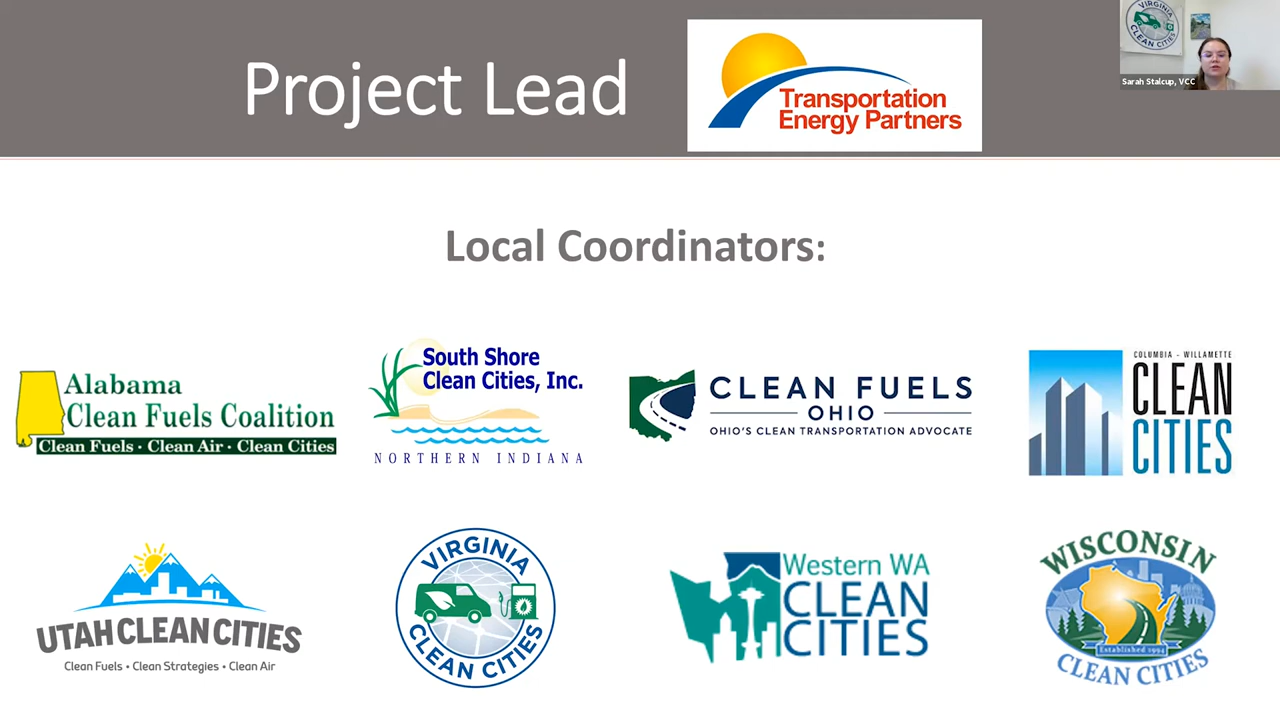 Project Lead
Transportation
Energy Partners
VIRGINIA
CLEAN CITIES
Sarah Stalcup, VCC
Local Coordinators:
Alabama
Clean Fuels Coalition
Clean Fuels · Clean Air · Clean Cities
South Shore
Clean Cities, Inc.
NORTHERN INDIANA
CLEAN FUELS
OHIO
OHIO'S CLEAN TRANSPORTATION ADVOCATE
COLUMBIA - WILLAMETTE
CLEAN
CITIES
UTAH CLEAN CITIES
Clean Fuels • Clean Strategies • Clean Air
VIRGINIA
CLEAN CITIES
Western WA
CLEAN
CITIES
WISCONSIN
Established 1994
CLEAN CITIES